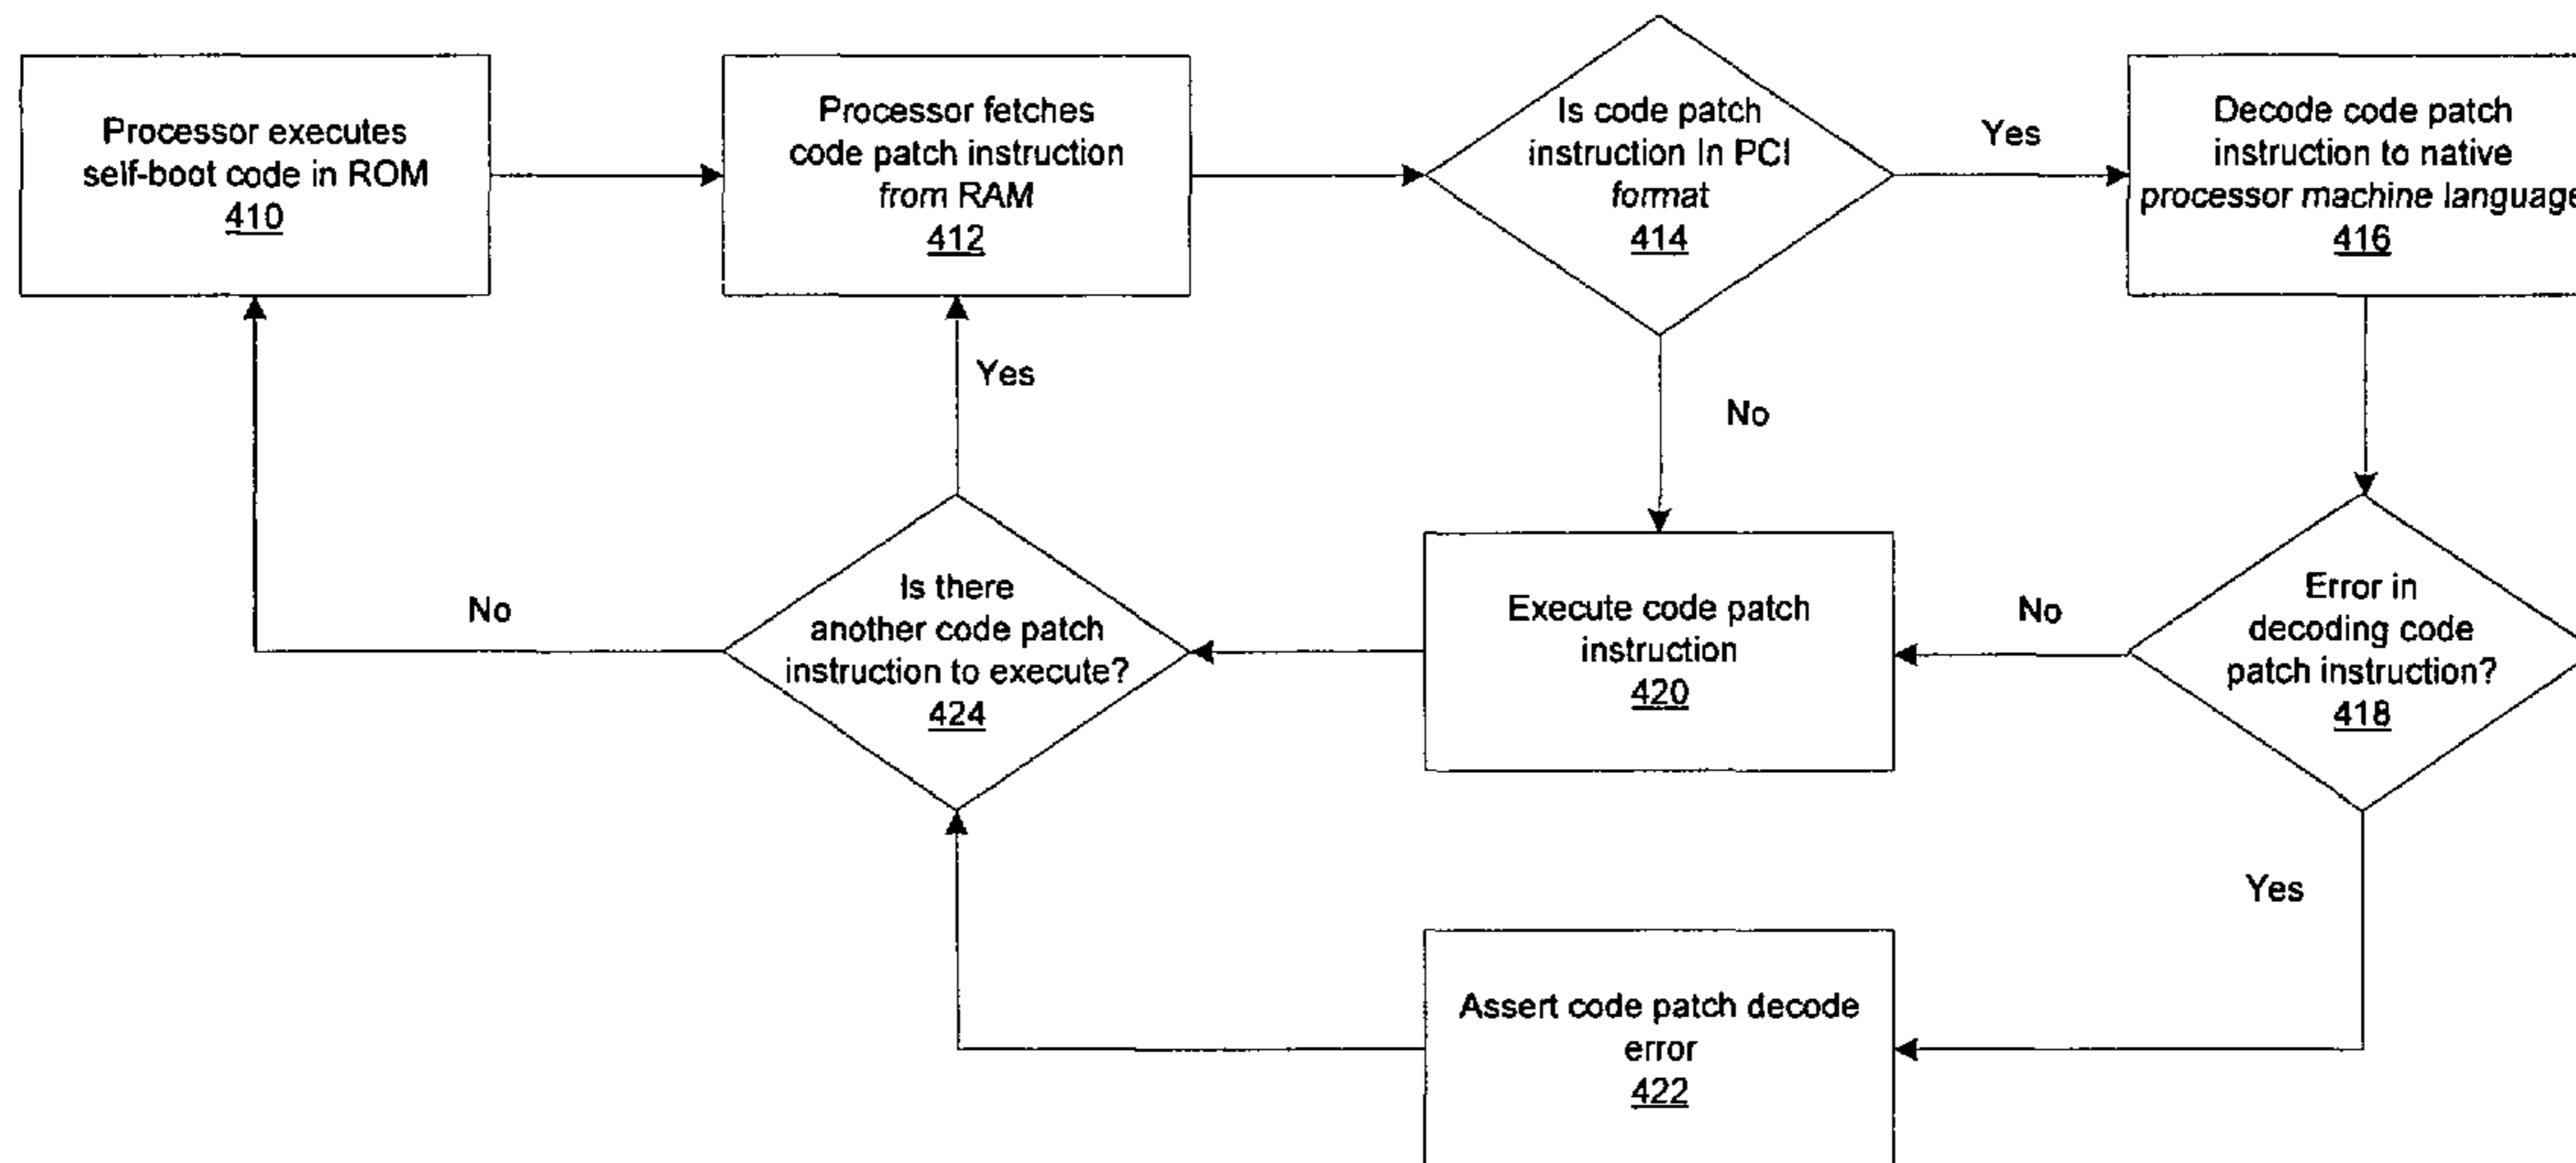 Processor executes
self-boot code in ROM
410
Processor fetches
code patch instruction
from RAM
412
Is code patch
instruction In PCI
format
414
Yes
Decode code patch
instruction to native
processor machine language
416
Yes
No
No
Is there
another code patch
instruction to execute?
424
Execute code patch
instruction
420
No
Error in
decoding code
patch instruction?
418
Yes
Assert code patch decode
error
422